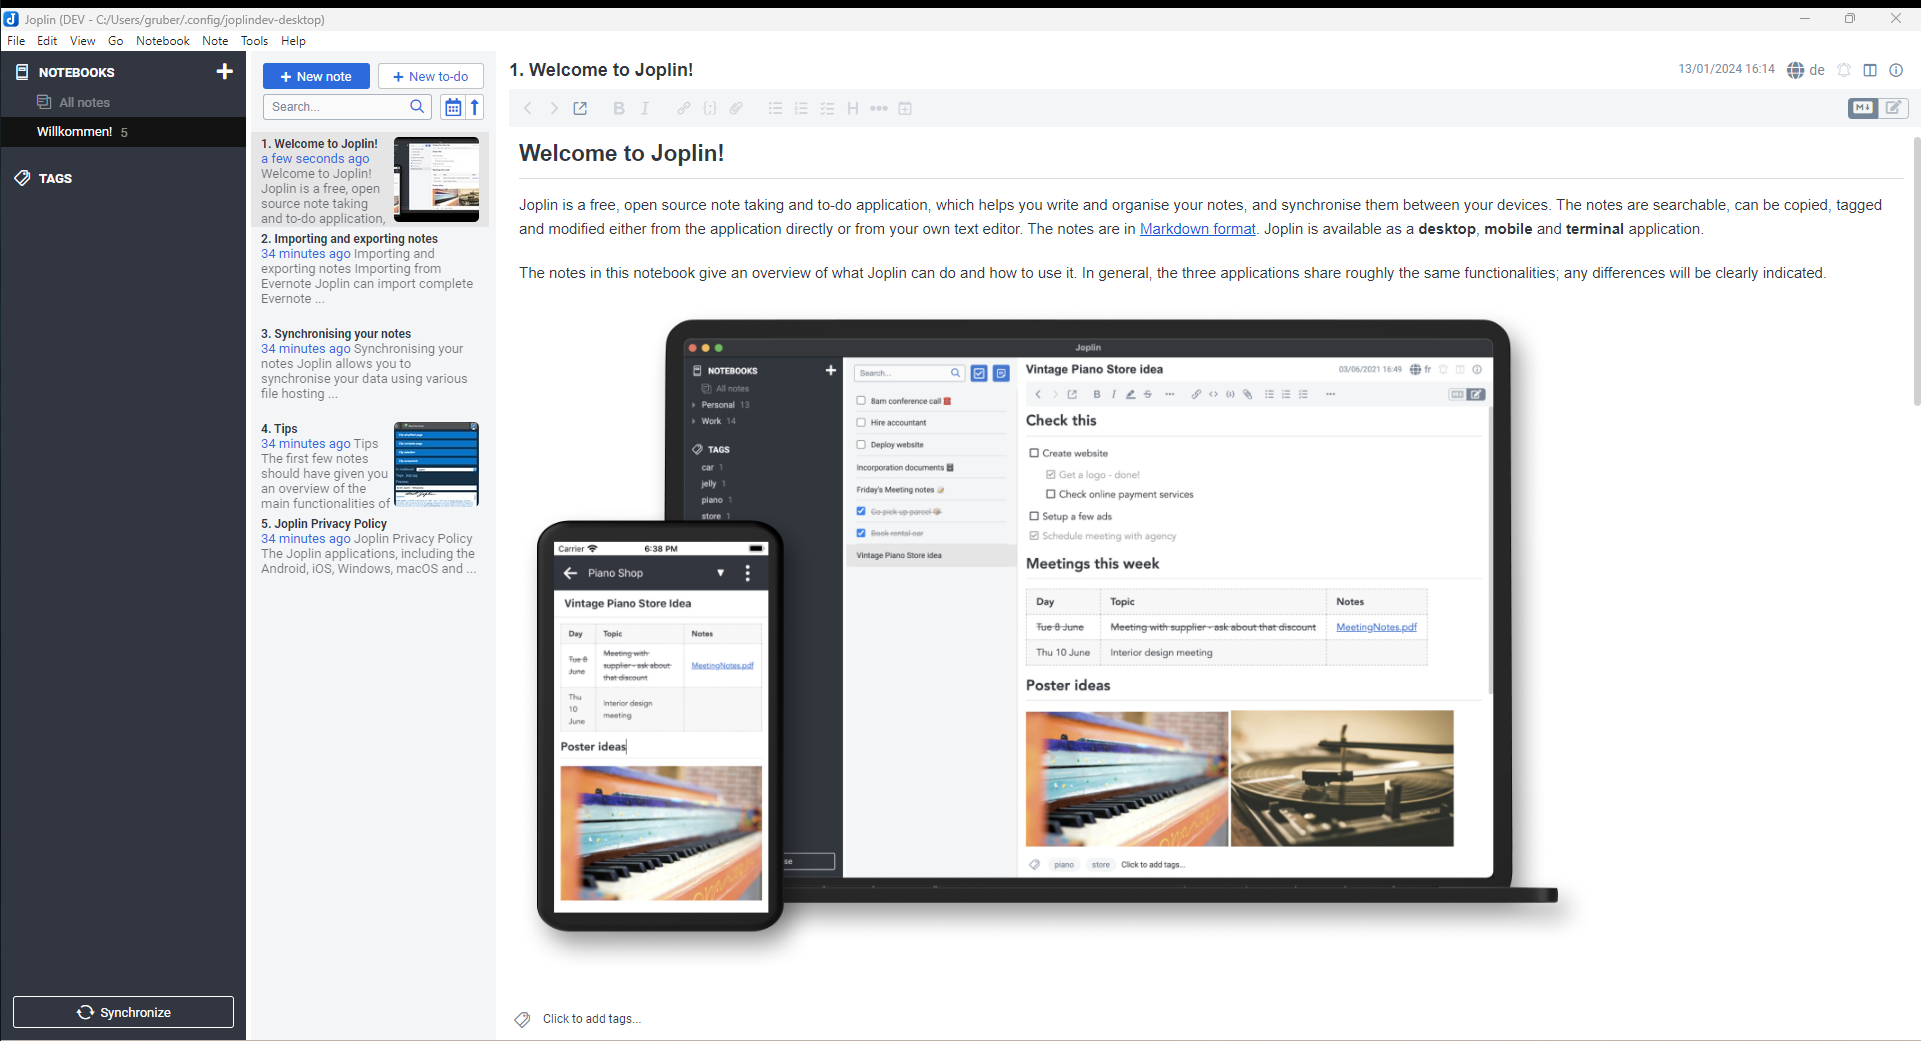 Joplin (DEV - C:/Users/gruber/.config/joplindev-desktop)
File Edit View Go Notebook Note Tools Help
NOTEBOOKS
All notes
Willkommen! 5
TAGS
Synchronize
New note
New to-do
Search...
1. Welcome to Joplin!
a few seconds ago
Welcome to Joplin!
Joplin is a free, open
source note taking
and to-do application,
2. Importing and exporting notes
34 minutes ago Importing and
exporting notes Importing from
Evernote Joplin can import complete
Evernote ...
3. Synchronising your notes
34 minutes ago Synchronising your
notes Joplin allows you to
synchronise your data using various
file hosting ...
4. Tips
34 minutes ago Tips
The first few notes
should have given you
an overview of the
main functionalities of
5. Joplin Privacy Policy
34 minutes ago Joplin Privacy Policy
The Joplin applications, including the
Android, iOS, Windows, macOS and ...
1. Welcome to Joplin!
13/01/2024 16:14 de
Welcome to Joplin!
Joplin is a free, open source note taking and to-do application, which helps you write and organise your notes, and synchronise them between your devices. The notes are searchable, can be copied, tagged
and modified either from the application directly or from your own text editor. The notes are in Markdown format. Joplin is available as a desktop, mobile and terminal application.
The notes in this notebook give an overview of what Joplin can do and how to use it. In general, the three applications share roughly the same functionalities; any differences will be clearly indicated.
Joplin
NOTEBOOKS
All notes
Personal 13
Work 14
TAGS
car 1
jelly 1
piano 1
store 1
Search...
8am conference call
Hire accountant
Deploy website
Incorporation documents
Friday's Meeting notes
Go pick up parcel
Book rental car
Vintage Piano Store idea
Vintage Piano Store idea
03/06/2021 16:49 fr
Check this
Create website
Get a logo - done!
Check online payment services
Setup a few ads
Schedule meeting with agency
Meetings this week
Day Topic Notes
Tue 8 June Meeting with supplier - ask about that discount MeetingNotes.pdf
Thu 10 June Interior design meeting
Poster ideas
piano store Click to add tags...
Carrier 6:38 PM
Piano Shop
Vintage Piano Store Idea
Day Topic Notes
Tue 8
June
Meeting with
supplier - ask about
that discount
MeetingNotes.pdf
Thu
10
June
Interior design
meeting
Poster ideas
Click to add tags...